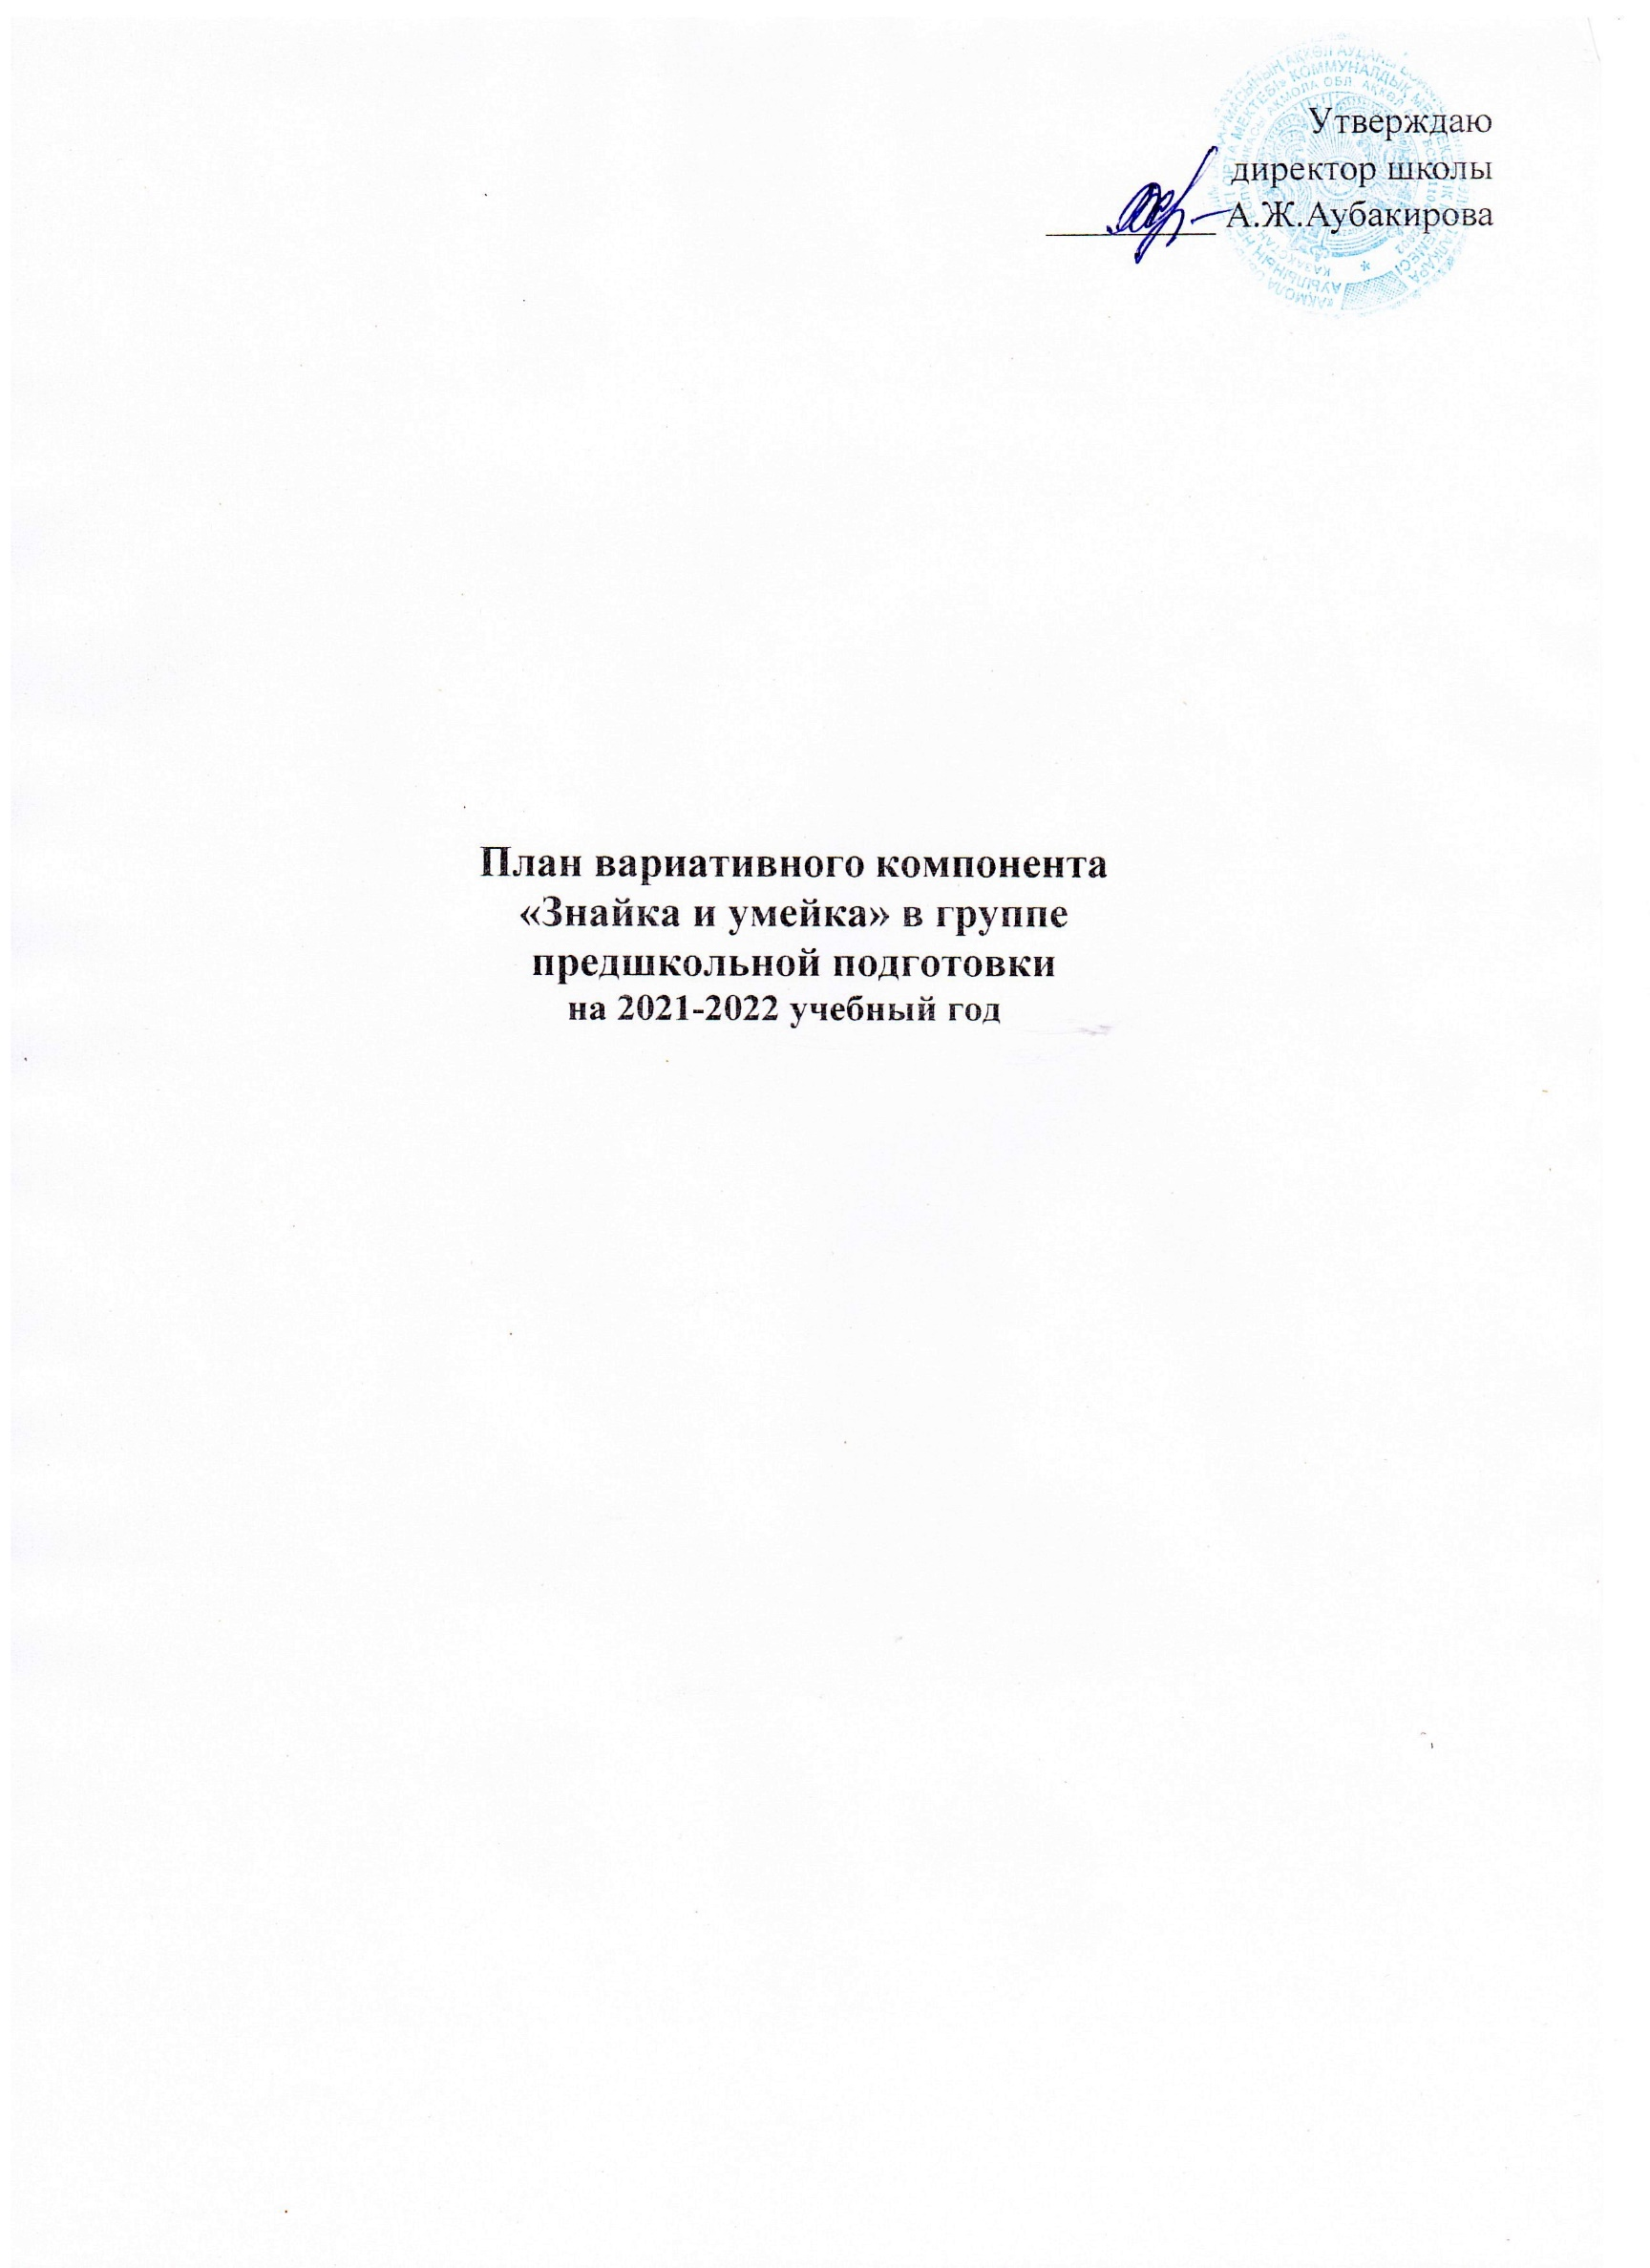 Утверждаю
директор школы
А.Ж.Аубакирова
План вариативного компонента
«Знайка и умейка» в группе
предшкольной подготовки
на 2021-2022 учебный год